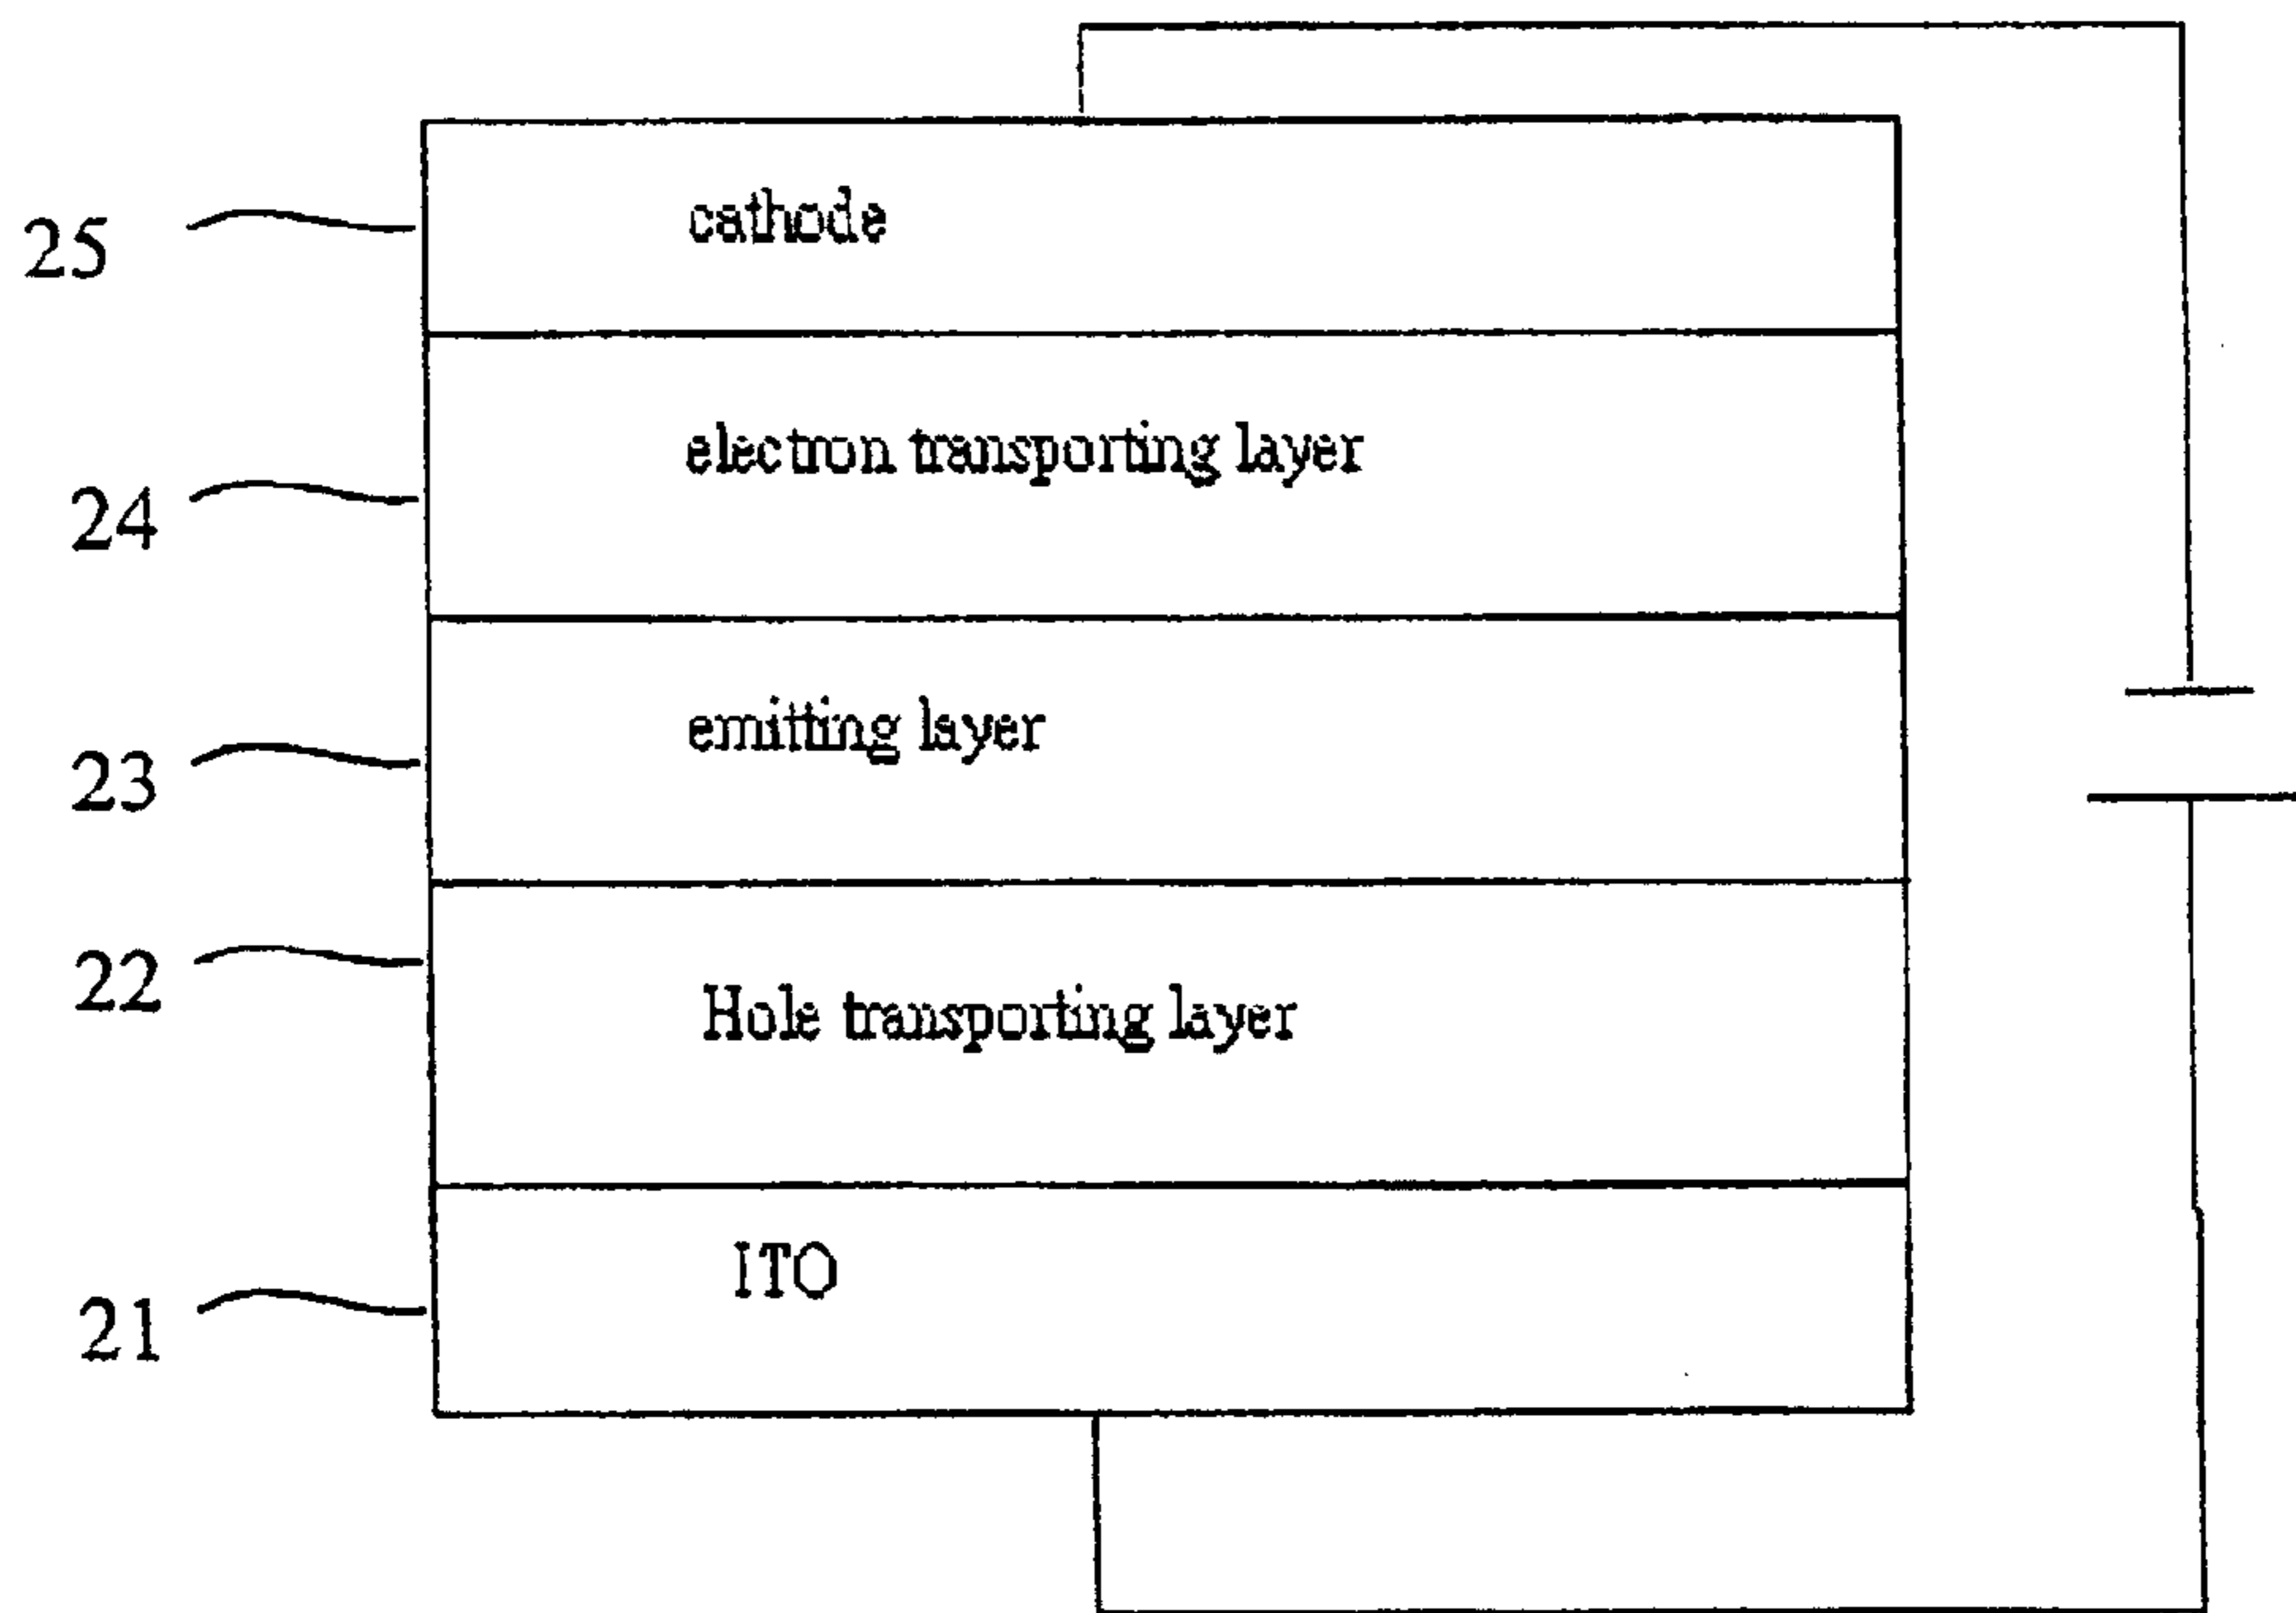 25 cathode
24 electron transporting layer
23 emitting layer
22 Hole transporting layer
21 ITO